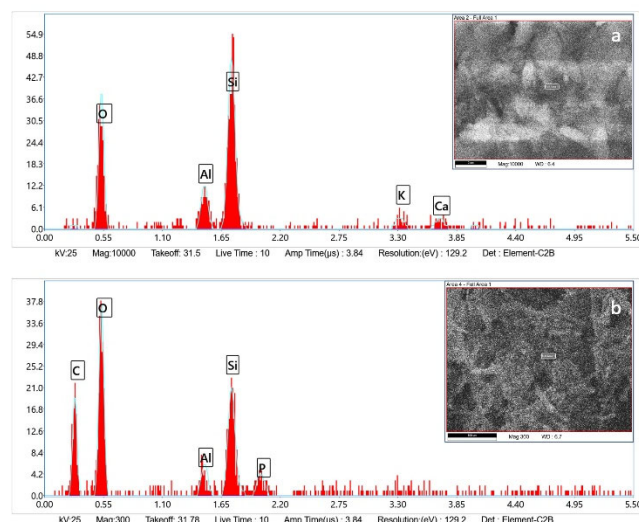 Area 2 - Full Area 1
a
54.9
48.8
42.7
36.6
30.5
24.4
18.3
12.2
6.1
0.0
O
Al
Si
K
Ca
Mag:10000 WD : 6.4
0.00 0.55 1.10 1.65 2.20 2.75 3.30 3.85 4.40 4.95 5.50
kV:25 Mag:10000 Takeoff: 31.5 Live Time : 10 Amp Time(µs) : 3.84 Resolution:(eV) : 129.2 Det : Element-C2B
Area 4 - Full Area 1
b
37.8
33.6
29.4
25.2
21.0
16.8
12.6
8.4
4.2
0.0
C
O
Al
Si
P
Mag:300 WD : 6.2
0.00 0.55 1.10 1.65 2.20 2.75 3.30 3.85 4.40 4.95 5.50
kV:25 Mag:300 Takeoff: 31.78 Live Time : 10 Amp Time(µs) : 3.84 Resolution:(eV) : 129.2 Det : Element-C2B